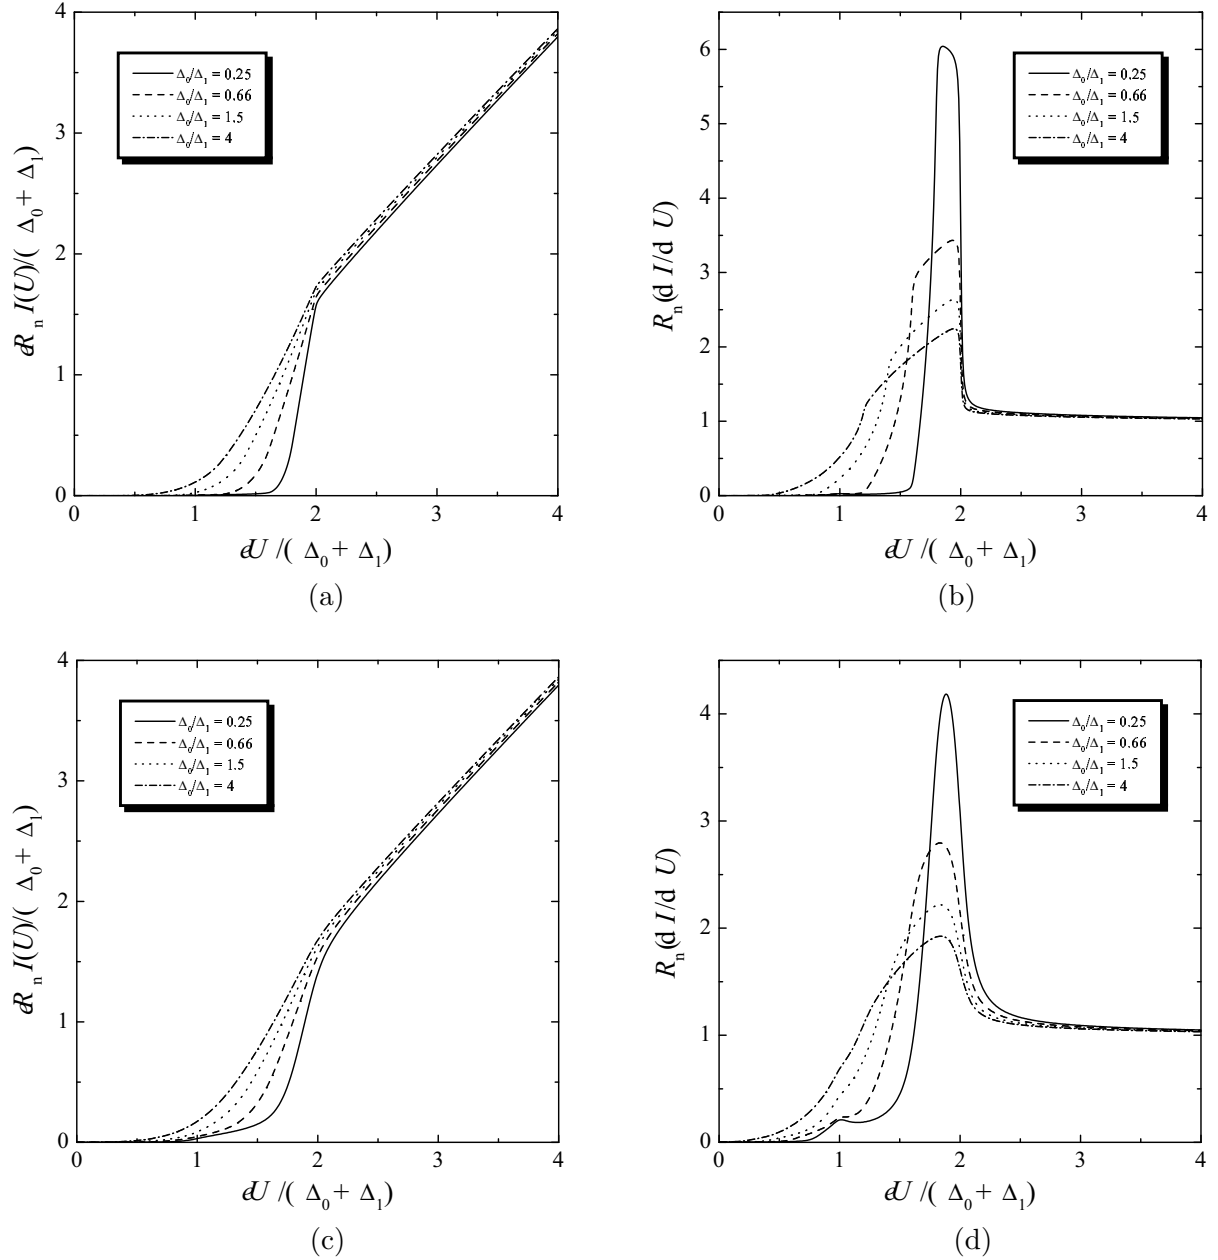 4
3
2
1
0
0 1 2 3 4
eR_n I(U)/( Δ_0 + Δ_1)
eU /( Δ_0 + Δ_1)
Δ_0/Δ_1 = 0.25
Δ_0/Δ_1 = 0.66
Δ_0/Δ_1 = 1.5
Δ_0/Δ_1 = 4
(a)
6
5
4
3
2
1
0
0 1 2 3 4
R_n (d I/d U)
eU /( Δ_0 + Δ_1)
Δ_0/Δ_1 = 0.25
Δ_0/Δ_1 = 0.66
Δ_0/Δ_1 = 1.5
Δ_0/Δ_1 = 4
(b)
4
3
2
1
0
0 1 2 3 4
eR_n I(U)/( Δ_0 + Δ_1)
eU /( Δ_0 + Δ_1)
Δ_0/Δ_1 = 0.25
Δ_0/Δ_1 = 0.66
Δ_0/Δ_1 = 1.5
Δ_0/Δ_1 = 4
(c)
4
3
2
1
0
0 1 2 3 4
R_n (d I/d U)
eU /( Δ_0 + Δ_1)
Δ_0/Δ_1 = 0.25
Δ_0/Δ_1 = 0.66
Δ_0/Δ_1 = 1.5
Δ_0/Δ_1 = 4
(d)